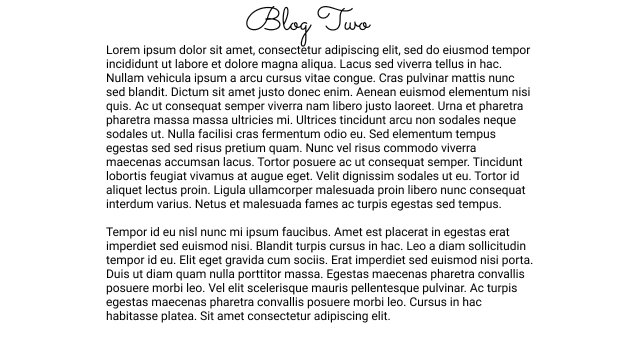 Blog Two
Lorem ipsum dolor sit amet, consectetur adipiscing elit, sed do eiusmod tempor
incididunt ut labore et dolore magna aliqua. Lacus sed viverra tellus in hac.
Nullam vehicula ipsum a arcu cursus vitae congue. Cras pulvinar mattis nunc
sed blandit. Dictum sit amet justo donec enim. Aenean euismod elementum nisi
quis. Ac ut consequat semper viverra nam libero justo laoreet. Urna et pharetra
pharetra massa massa ultricies mi. Ultrices tincidunt arcu non sodales neque
sodales ut. Nulla facilisi cras fermentum odio eu. Sed elementum tempus
egestas sed sed risus pretium quam. Nunc vel risus commodo viverra
maecenas accumsan lacus. Tortor posuere ac ut consequat semper. Tincidunt
lobortis feugiat vivamus at augue eget. Velit dignissim sodales ut eu. Tortor id
aliquet lectus proin. Ligula ullamcorper malesuada proin libero nunc consequat
interdum varius. Netus et malesuada fames ac turpis egestas sed tempus.
Tempor id eu nisl nunc mi ipsum faucibus. Amet est placerat in egestas erat
imperdiet sed euismod nisi. Blandit turpis cursus in hac. Leo a diam sollicitudin
tempor id eu. Elit eget gravida cum sociis. Erat imperdiet sed euismod nisi porta.
Duis ut diam quam nulla porttitor massa. Egestas maecenas pharetra convallis
posuere morbi leo. Vel elit scelerisque mauris pellentesque pulvinar. Ac turpis
egestas maecenas pharetra convallis posuere morbi leo. Cursus in hac
habitasse platea. Sit amet consectetur adipiscing elit.